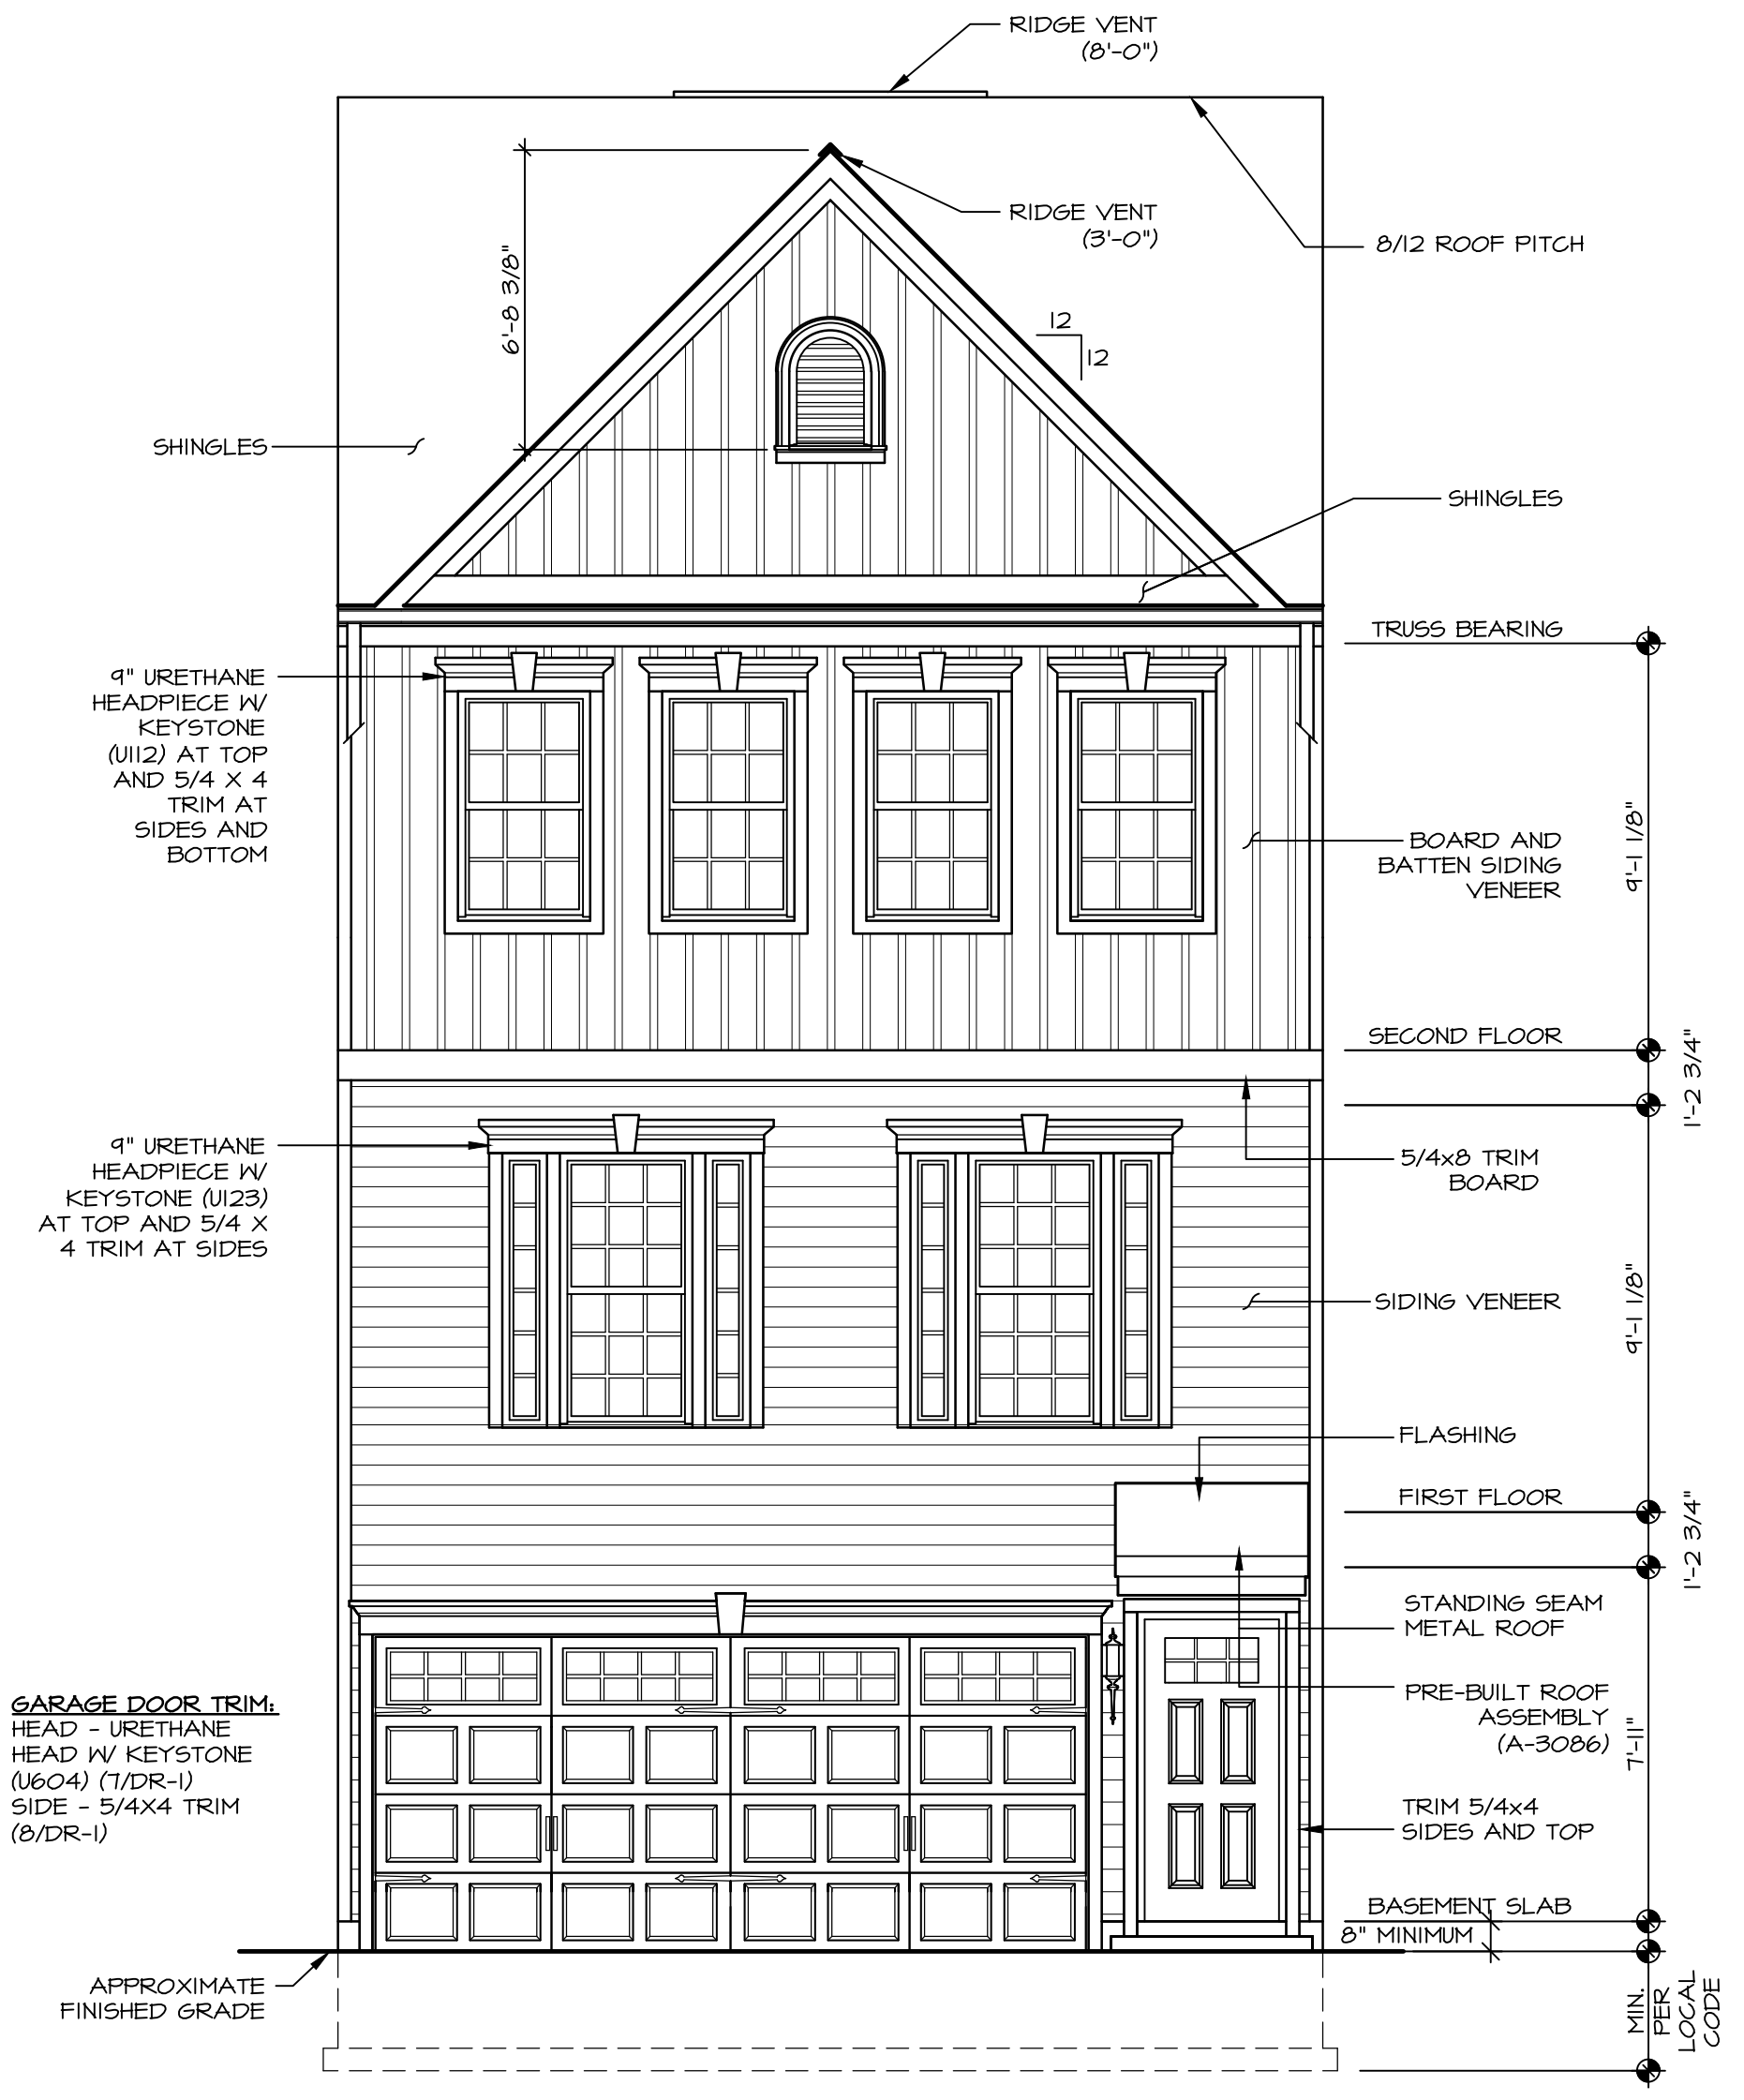 RIDGE VENT
(8'-0")
RIDGE VENT
(3'-0")
8/12 ROOF PITCH
6'-8 3/8"
12
12
SHINGLES
SHINGLES
TRUSS BEARING
9" URETHANE
HEADPIECE W/
KEYSTONE
(U112) AT TOP
AND 5/4 X 4
TRIM AT
SIDES AND
BOTTOM
9'-1 1/8"
BOARD AND
BATTEN SIDING
VENEER
SECOND FLOOR
1'-2 3/4"
9" URETHANE
HEADPIECE W/
KEYSTONE (U123)
AT TOP AND 5/4 X
4 TRIM AT SIDES
5/4x8 TRIM
BOARD
9'-1 1/8"
SIDING VENEER
FLASHING
FIRST FLOOR
1'-2 3/4"
STANDING SEAM
METAL ROOF
PRE-BUILT ROOF
ASSEMBLY
(A-3086)
7'-11"
GARAGE DOOR TRIM:
HEAD - URETHANE
HEAD W/ KEYSTONE
(U604) (7/DR-1)
SIDE - 5/4X4 TRIM
(8/DR-1)
TRIM 5/4x4
SIDES AND TOP
BASEMENT SLAB
8" MINIMUM
APPROXIMATE
FINISHED GRADE
MIN.
PER
LOCAL
CODE